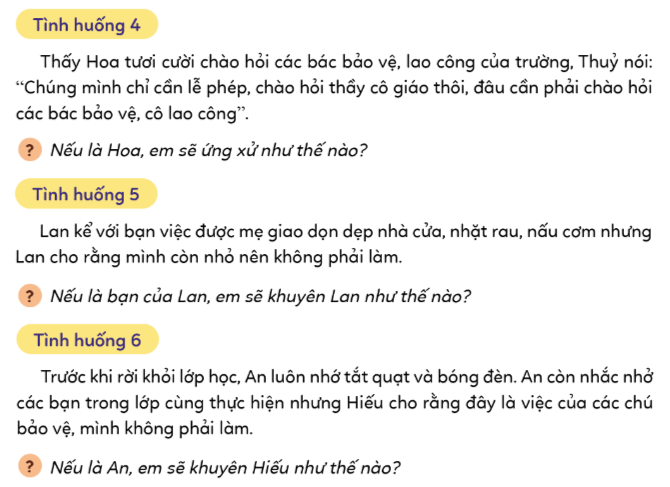 Tình huống 4
Thấy Hoa tươi cười chào hỏi các bác bảo vệ, lao công của trường, Thuỷ nói:
“Chúng mình chỉ cần lễ phép, chào hỏi thầy cô giáo thôi, đâu cần phải chào hỏi
các bác bảo vệ, cô lao công”.
? Nếu là Hoa, em sẽ ứng xử như thế nào?
Tình huống 5
Lan kể với bạn việc được mẹ giao dọn dẹp nhà cửa, nhặt rau, nấu cơm nhưng
Lan cho rằng mình còn nhỏ nên không phải làm.
? Nếu là bạn của Lan, em sẽ khuyên Lan như thế nào?
Tình huống 6
Trước khi rời khỏi lớp học, An luôn nhớ tắt quạt và bóng đèn. An còn nhắc nhở
các bạn trong lớp cùng thực hiện nhưng Hiếu cho rằng đây là việc của các chú
bảo vệ, mình không phải làm.
? Nếu là An, em sẽ khuyên Hiếu như thế nào?